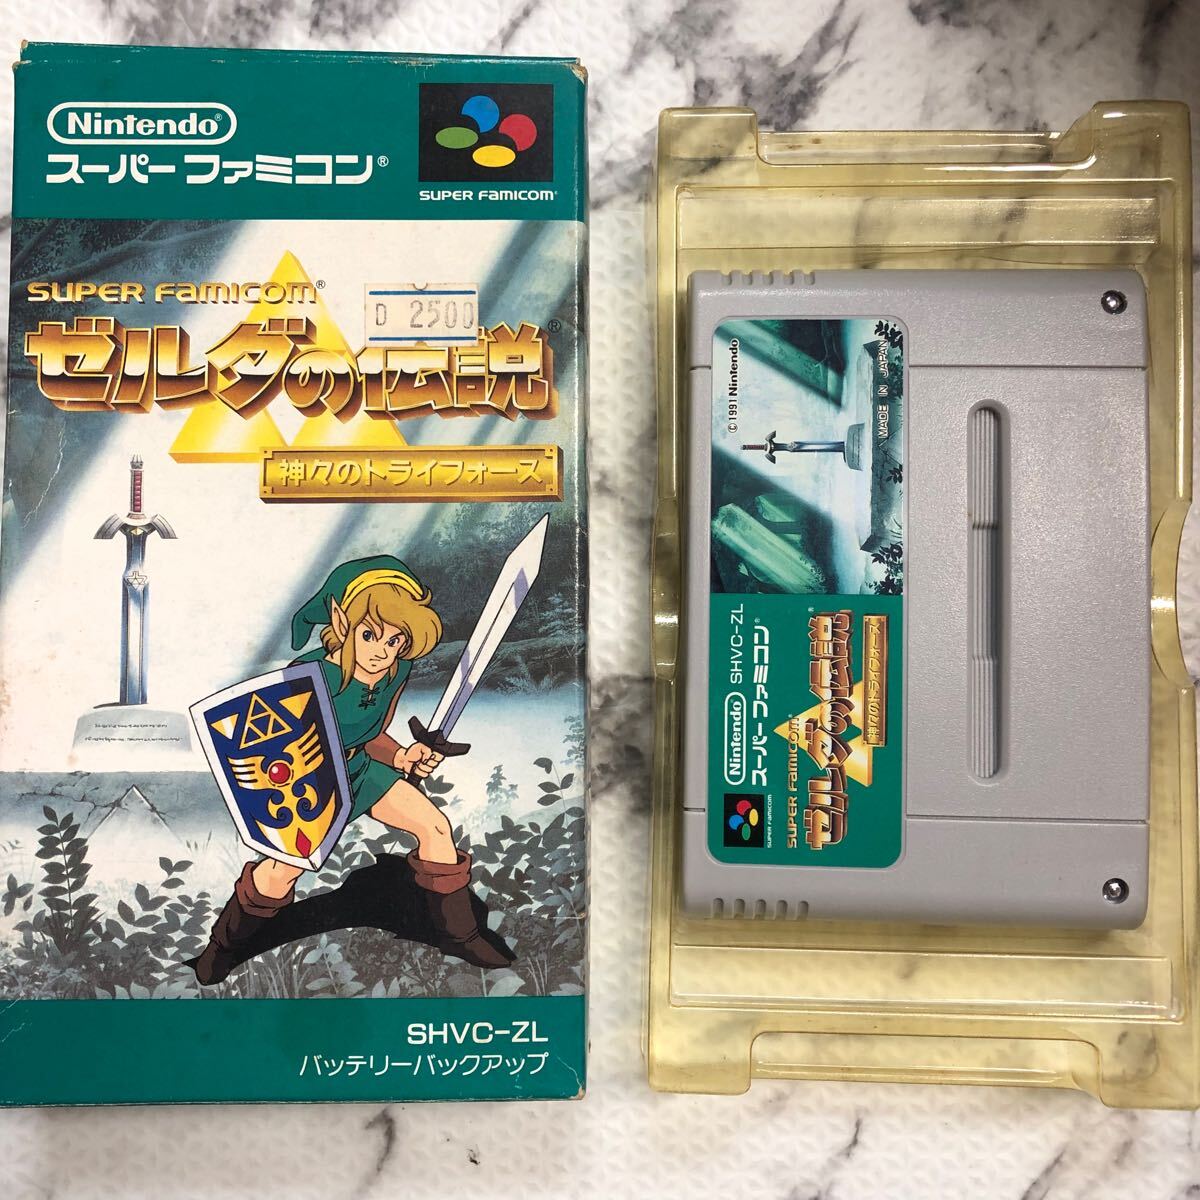 Nintendo®
スーパーファミコン®
SUPER FAMICOM®
SUPER FAMICOM®
D 2500
ゼルダの伝説®
神々のトライフォース
SHVC-ZL
バッテリーバックアップ
© 1991 Nintendo
MADE IN JAPAN
Nintendo® SHVC-ZL
スーパーファミコン®
SUPER FAMICOM
SUPER FAMICOM®
ゼルダの伝説®
神々のトライフォース